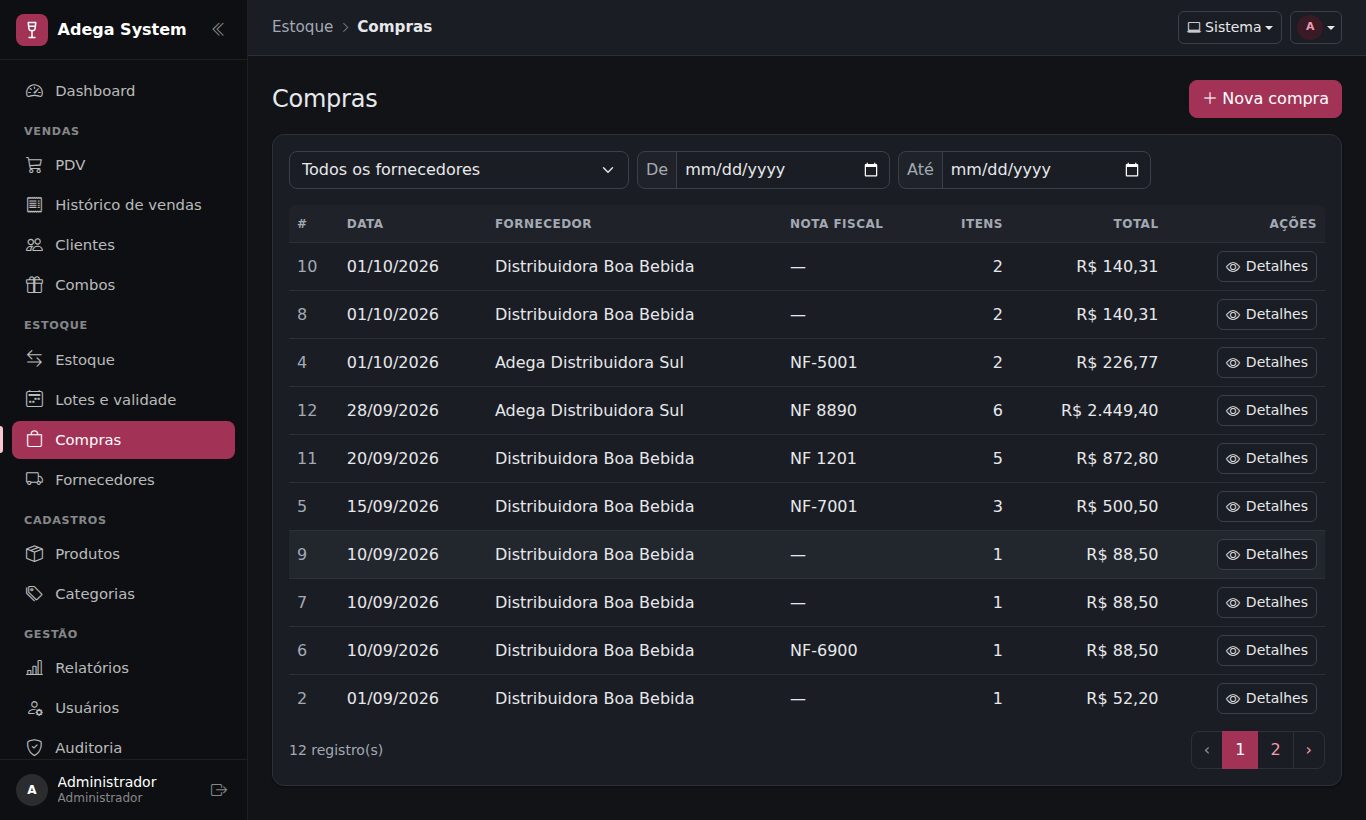 Adega System
Estoque > Compras
Sistema
A
Dashboard
VENDAS
PDV
Histórico de vendas
Clientes
Combos
ESTOQUE
Estoque
Lotes e validade
Compras
Fornecedores
CADASTROS
Produtos
Categorias
GESTÃO
Relatórios
Usuários
Auditoria
A
Administrador
Administrador
Compras
+ Nova compra
Todos os fornecedores
De mm/dd/yyyy
Até mm/dd/yyyy
# DATA FORNECEDOR NOTA FISCAL ITENS TOTAL AÇÕES
10 01/10/2026 Distribuidora Boa Bebida — 2 R$ 140,31 Detalhes
8 01/10/2026 Distribuidora Boa Bebida — 2 R$ 140,31 Detalhes
4 01/10/2026 Adega Distribuidora Sul NF-5001 2 R$ 226,77 Detalhes
12 28/09/2026 Adega Distribuidora Sul NF 8890 6 R$ 2.449,40 Detalhes
11 20/09/2026 Distribuidora Boa Bebida NF 1201 5 R$ 872,80 Detalhes
5 15/09/2026 Distribuidora Boa Bebida NF-7001 3 R$ 500,50 Detalhes
9 10/09/2026 Distribuidora Boa Bebida — 1 R$ 88,50 Detalhes
7 10/09/2026 Distribuidora Boa Bebida — 1 R$ 88,50 Detalhes
6 10/09/2026 Distribuidora Boa Bebida NF-6900 1 R$ 88,50 Detalhes
2 01/09/2026 Distribuidora Boa Bebida — 1 R$ 52,20 Detalhes
12 registro(s)
‹ 1 2 ›